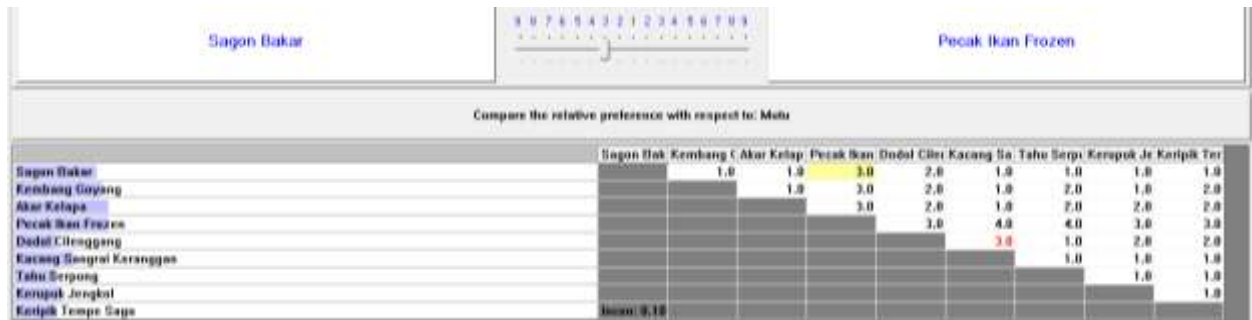 9 8 7 6 5 4 3 2 1 2 3 4 5 6 7 8 9
Sagon Bakar
Pecak Ikan Frozen
Compare the relative preference with respect to: Mutu
Sagon Bak Kembang G Akar Kelap Pecak Ikan Dodol Cilen Kacang Sa Tahu Serpo Kerupuk Je Keripik Ter
Sagon Bakar 1.0 1.0 3.0 2.0 1.0 1.0 1.0 1.0
Kembang Goyang 1.0 3.0 2.0 1.0 2.0 1.0 2.0
Akar Kelapa 3.0 2.0 1.0 2.0 2.0 2.0
Pecak Ikan Frozen 3.0 4.0 4.0 3.0 3.0
Dodol Cilenggang 3.0 1.0 2.0 2.0
Kacang Sangrai Keranggan 1.0 1.0 1.0
Tahu Serpong 1.0 1.0
Kerupuk Jengkol 1.0
Keripik Tempe Saga Incon: 0.10